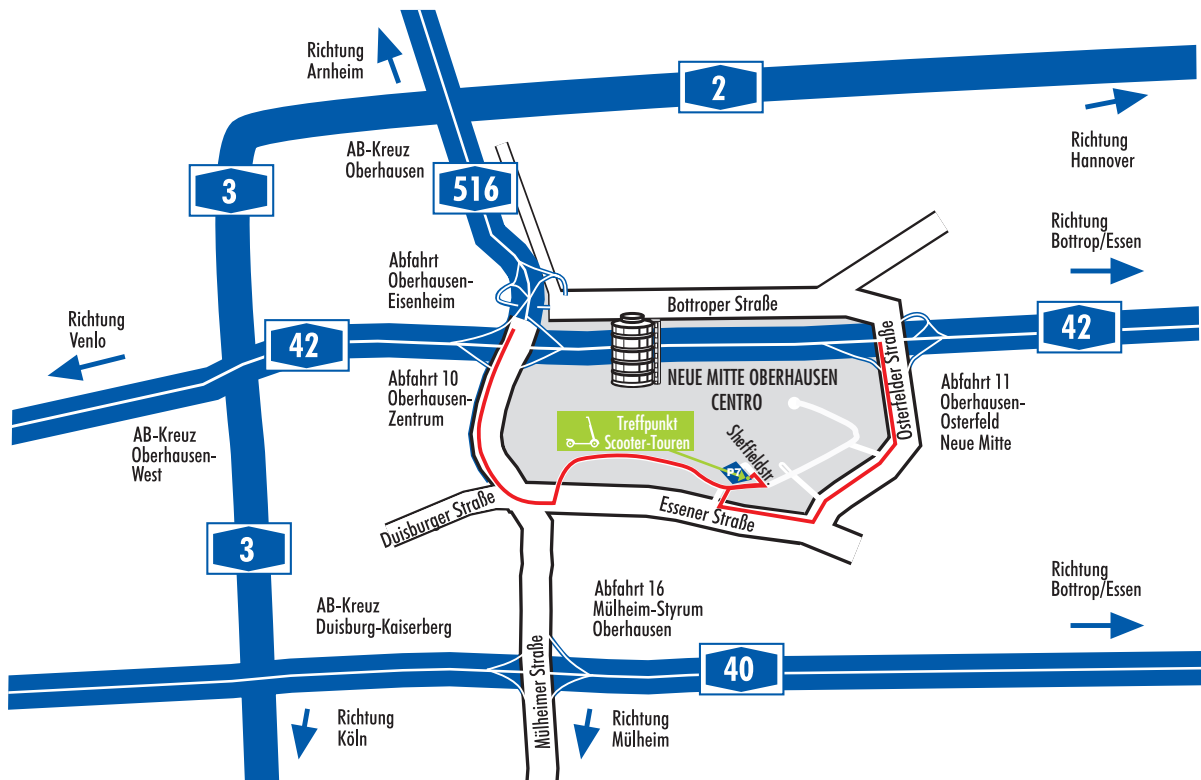 Richtung
Arnheim
2
Richtung
Hannover
AB-Kreuz
Oberhausen
3
516
Richtung
Bottrop/Essen
Abfahrt
Oberhausen-
Eisenheim
Bottroper Straße
Richtung
Venlo
42
42
Abfahrt 10
Oberhausen-
Zentrum
NEUE MITTE OBERHAUSEN
CENTRO
Osterfelder Straße
Abfahrt 11
Oberhausen-
Osterfeld
Neue Mitte
Treffpunkt
Scooter-Touren
Sheffieldstr.
P7
AB-Kreuz
Oberhausen-
West
Duisburger Straße
Essener Straße
3
Abfahrt 16
Mülheim-Styrum
Oberhausen
Richtung
Bottrop/Essen
AB-Kreuz
Duisburg-Kaiserberg
Mülheimer Straße
40
Richtung
Köln
Richtung
Mülheim